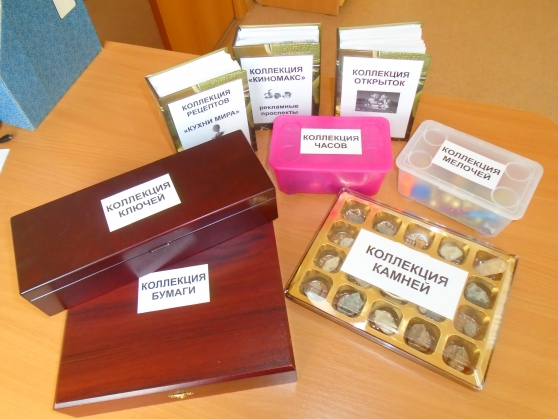 КОЛЛЕКЦИЯ
РЕЦЕПТОВ
«КУХНИ МИРА»
КОЛЛЕКЦИЯ
«КИНОМАКС»
рекламные
проспекты
КОЛЛЕКЦИЯ
ОТКРЫТОК
КОЛЛЕКЦИЯ
ЧАСОВ
КОЛЛЕКЦИЯ
МЕЛОЧЕЙ
КОЛЛЕКЦИЯ
КЛЮЧЕЙ
КОЛЛЕКЦИЯ
БУМАГИ
КОЛЛЕКЦИЯ
КАМНЕЙ